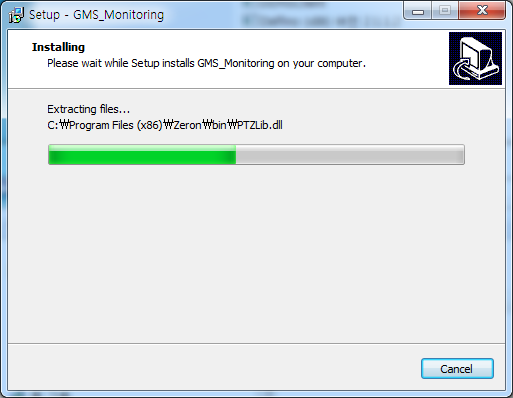 Setup - GMS_Monitoring
Installing
Please wait while Setup installs GMS_Monitoring on your computer.
Extracting files...
C:₩Program Files (x86)₩Zeron₩bin₩PTZLib.dll
Cancel